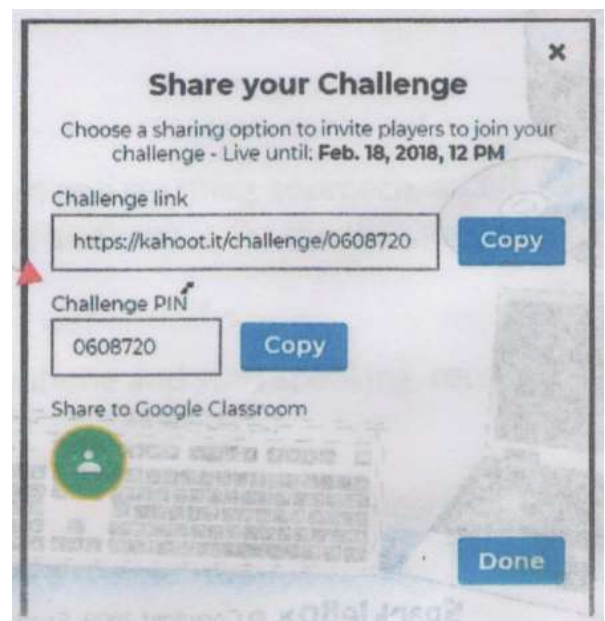 ×
Share your Challenge
Choose a sharing option to invite players to join your
challenge - Live until: Feb. 18, 2018, 12 PM
Challenge link
https://kahoot.it/challenge/0608720 Copy
Challenge PIN
0608720 Copy
Share to Google Classroom
Done